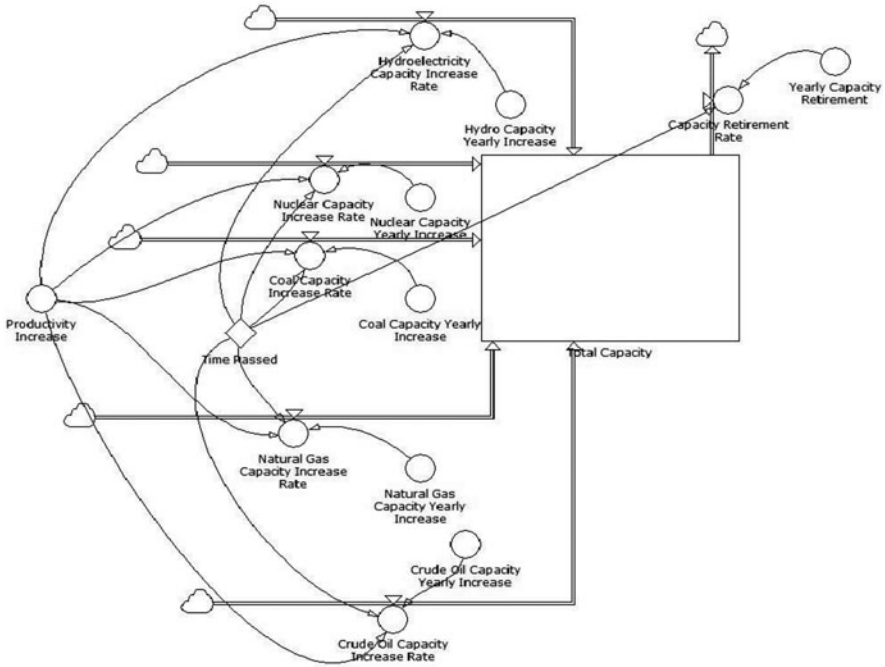 Hydroelectricity
Capacity Increase
Rate
Yearly Capacity
Retirement
Capacity Retirement
Rate
Hydro Capacity
Yearly Increase
Nuclear Capacity
Increase Rate
Nuclear Capacity
Yearly Increase
Coal Capacity
Increase Rate
Coal Capacity Yearly
Increase
Productivity
Increase
Time Passed
Total Capacity
Natural Gas
Capacity Increase
Rate
Natural Gas
Capacity Yearly
Increase
Crude Oil Capacity
Yearly Increase
Crude Oil Capacity
Increase Rate